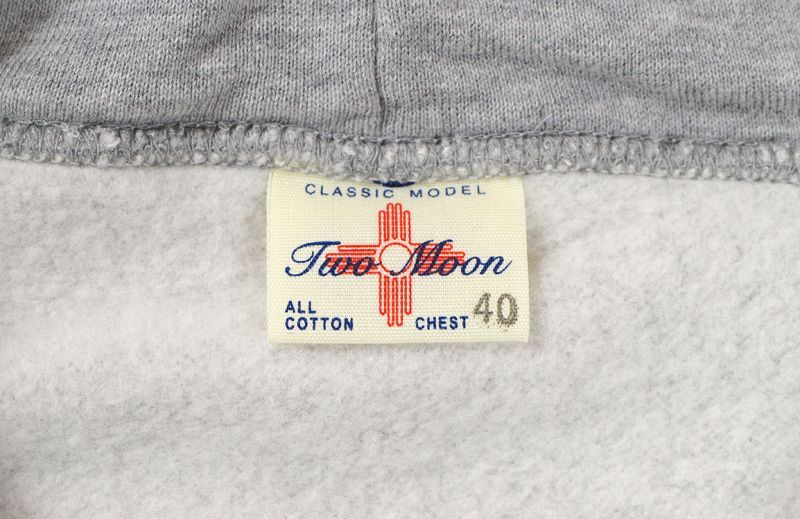 CLASSIC MODEL
Two Moon
ALL
COTTON
CHEST 40